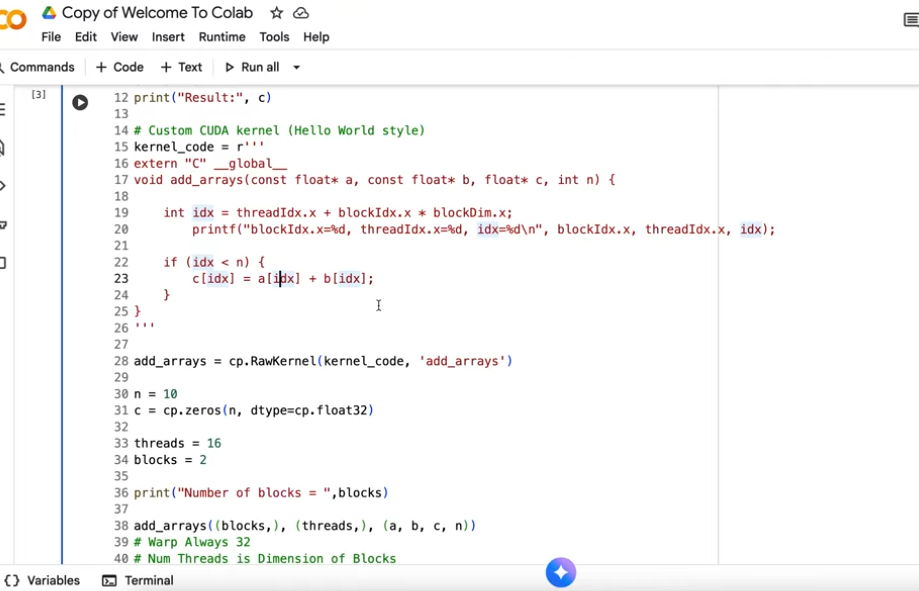 CO
Copy of Welcome To Colab
File Edit View Insert Runtime Tools Help
Commands + Code + Text Run all
[3]
12 print("Result:", c)
13
14 # Custom CUDA kernel (Hello World style)
15 kernel_code = r'''
16 extern "C" __global__
17 void add_arrays(const float* a, const float* b, float* c, int n) {
18
19     int idx = threadIdx.x + blockIdx.x * blockDim.x;
20         printf("blockIdx.x=%d, threadIdx.x=%d, idx=%d\n", blockIdx.x, threadIdx.x, idx);
21
22     if (idx < n) {
23         c[idx] = a[idx] + b[idx];
24     }
25 }
26 '''
27
28 add_arrays = cp.RawKernel(kernel_code, 'add_arrays')
29
30 n = 10
31 c = cp.zeros(n, dtype=cp.float32)
32
33 threads = 16
34 blocks = 2
35
36 print("Number of blocks = ",blocks)
37
38 add_arrays((blocks,), (threads,), (a, b, c, n))
39 # Warp Always 32
40 # Num Threads is Dimension of Blocks
{} Variables Terminal